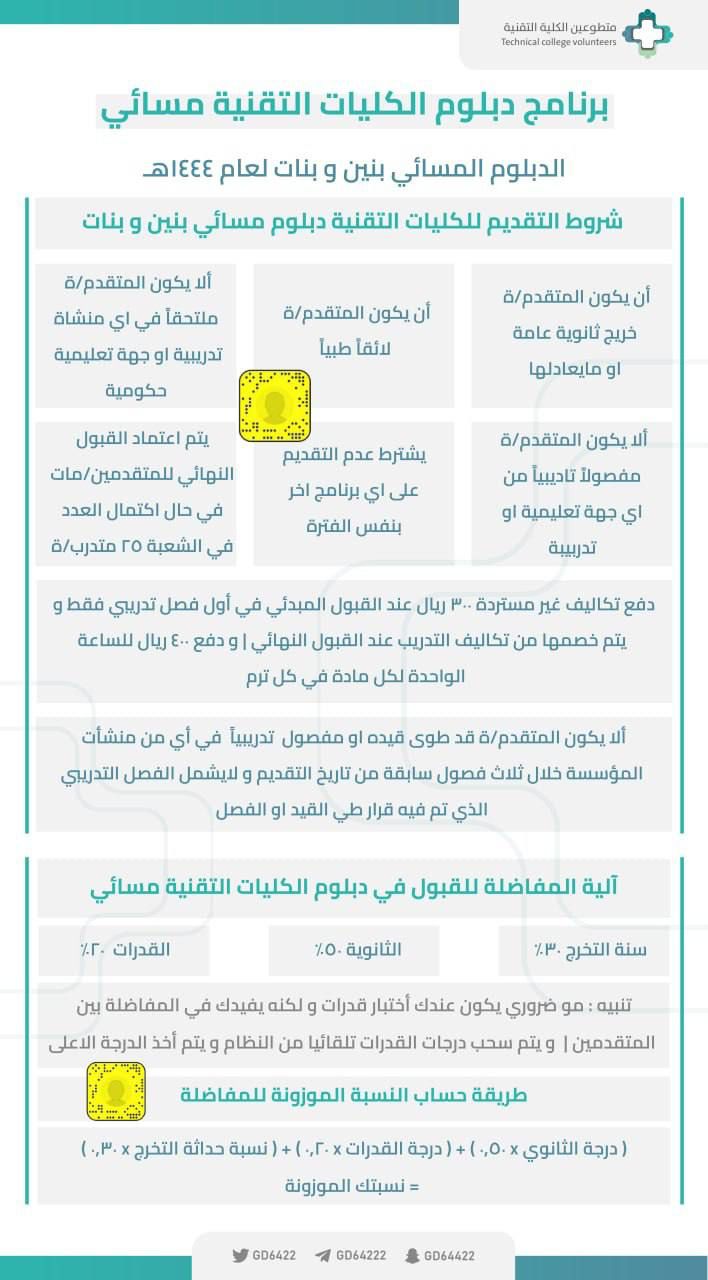 متطوعين الكلية التقنية
Technical college volunteers
برنامج دبلوم الكليات التقنية مسائي
الدبلوم المسائي بنين و بنات لعام ١٤٤٤هـ
شروط التقديم للكليات التقنية دبلوم مسائي بنين و بنات
أن يكون المتقدم/ة
خريج ثانوية عامة
او مايعادلها
أن يكون المتقدم/ة
لائقاً طبياً
ألا يكون المتقدم/ة
ملتحقاً في اي منشاة
تدريبية او جهة تعليمية
حكومية
ألا يكون المتقدم/ة
مفصولاً تاديبياً من
اي جهة تعليمية او
تدريبية
يشترط عدم التقديم
على اي برنامج اخر
بنفس الفترة
يتم اعتماد القبول
النهائي للمتقدمين/مات
في حال اكتمال العدد
في الشعبة ٢٥ متدرب/ة
دفع تكاليف غير مستردة ٣٠٠ ريال عند القبول المبدئي في أول فصل تدريبي فقط و
يتم خصمها من تكاليف التدريب عند القبول النهائي | و دفع ٤٠٠ ريال للساعة
الواحدة لكل مادة في كل ترم
ألا يكون المتقدم/ة قد طوى قيده او مفصول تدريبياً في أي من منشأت
المؤسسة خلال ثلاث فصول سابقة من تاريخ التقديم و لايشمل الفصل التدريبي
الذي تم فيه قرار طي القيد او الفصل
آلية المفاضلة للقبول في دبلوم الكليات التقنية مسائي
سنة التخرج ٣٠٪
الثانوية ٥٠٪
القدرات ٢٠٪
تنبيه : مو ضروري يكون عندك أختبار قدرات و لكنه يفيدك في المفاضلة بين
المتقدمين | و يتم سحب درجات القدرات تلقائيا من النظام و يتم أخذ الدرجة الاعلى
طريقة حساب النسبة الموزونة للمفاضلة
( درجة الثانوي x ٠,٥٠ ) + ( درجة القدرات x ٠,٢٠ ) + ( نسبة حداثة التخرج x ٠,٣٠ )
= نسبتك الموزونة
GD6422 GD64222 GD64422